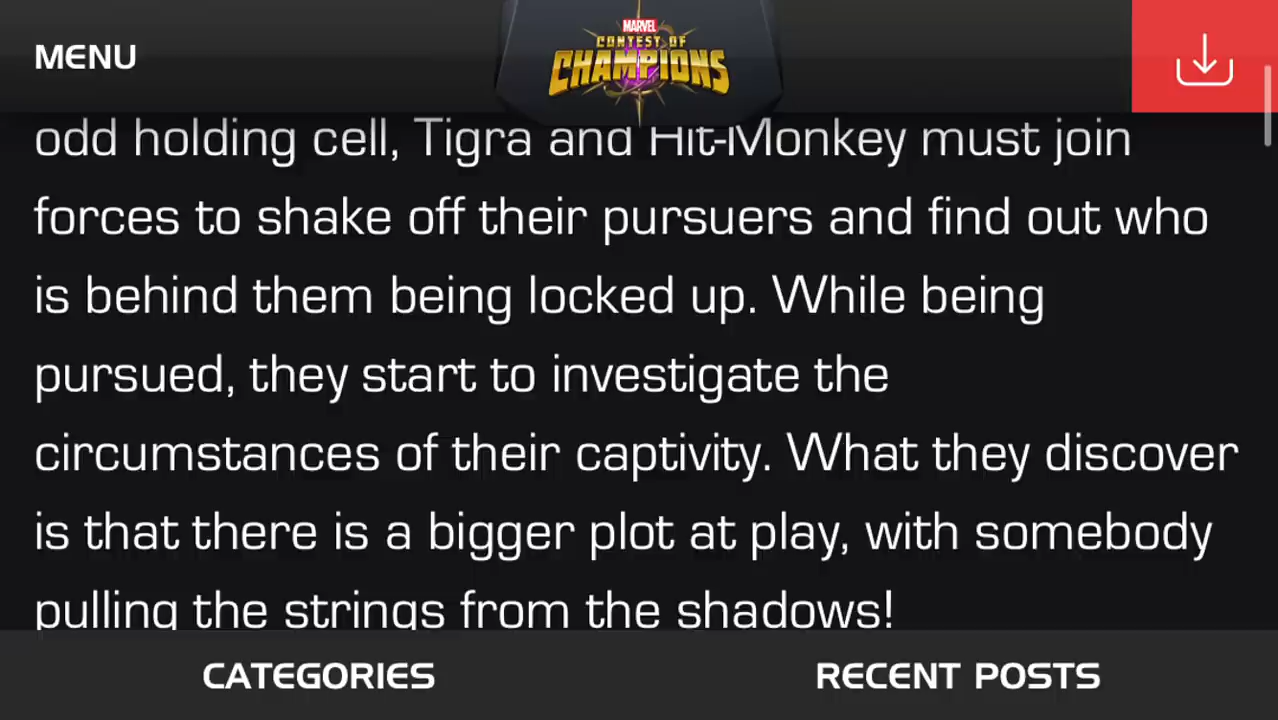 MENU
MARVEL
CONTEST OF
CHAMPIONS
odd holding cell, Tigra and Hit-Monkey must join
forces to shake off their pursuers and find out who
is behind them being locked up. While being
pursued, they start to investigate the
circumstances of their captivity. What they discover
is that there is a bigger plot at play, with somebody
pulling the strings from the shadows!
CATEGORIES
RECENT POSTS